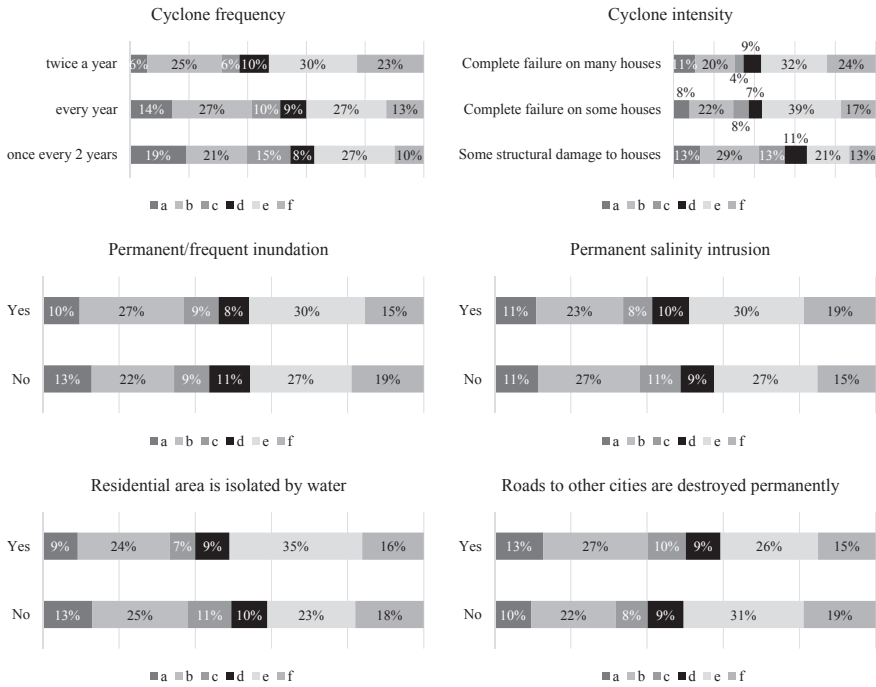 Cyclone frequency
twice a year 6% 25% 6% 10% 30% 23%
every year 14% 27% 10% 9% 27% 13%
once every 2 years 19% 21% 15% 8% 27% 10%
a b c d e f
Cyclone intensity
9%
Complete failure on many houses 11% 20% 32% 24%
4%
8% 7%
Complete failure on some houses 22% 39% 17%
8%
11%
Some structural damage to houses 13% 29% 13% 21% 13%
a b c d e f
Permanent/frequent inundation
Yes 10% 27% 9% 8% 30% 15%
No 13% 22% 9% 11% 27% 19%
a b c d e f
Permanent salinity intrusion
Yes 11% 23% 8% 10% 30% 19%
No 11% 27% 11% 9% 27% 15%
a b c d e f
Residential area is isolated by water
Yes 9% 24% 7% 9% 35% 16%
No 13% 25% 11% 10% 23% 18%
a b c d e f
Roads to other cities are destroyed permanently
Yes 13% 27% 10% 9% 26% 15%
No 10% 22% 8% 9% 31% 19%
a b c d e f